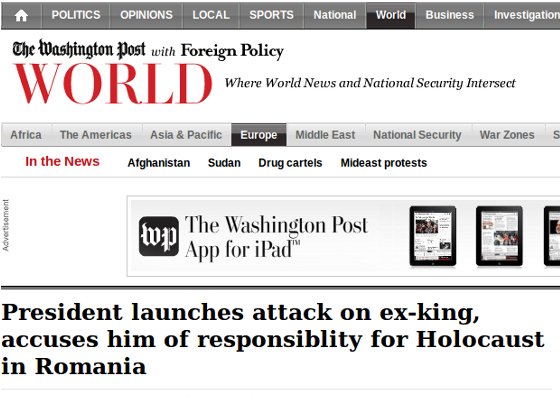 POLITICS OPINIONS LOCAL SPORTS National World Business Investigation
The Washington Post with Foreign Policy
WORLD Where World News and National Security Intersect
Africa The Americas Asia & Pacific Europe Middle East National Security War Zones S
In the News Afghanistan Sudan Drug cartels Mideast protests
Advertisement
wp The Washington Post
App for iPad™
President launches attack on ex-king,
accuses him of responsiblity for Holocaust
in Romania